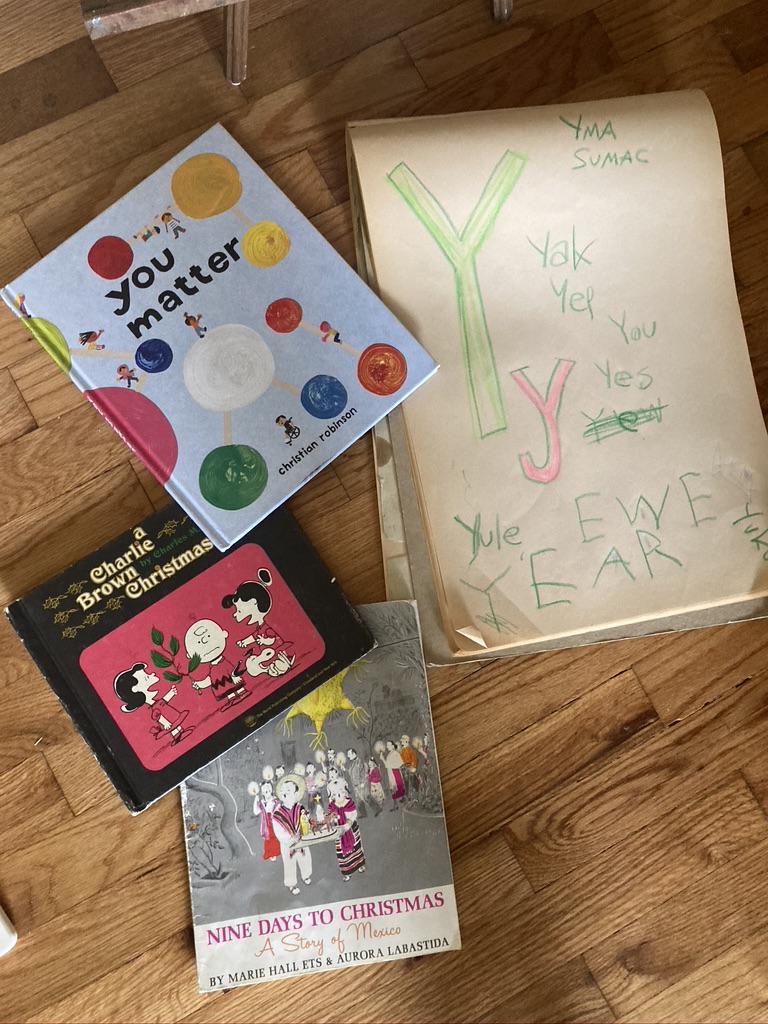 you
matter
christian robinson
a
Charlie
Brown
Christmas
by Charles M.
NINE DAYS TO CHRISTMAS
A Story of Mexico
BY MARIE HALL ETS & AURORA LABASTIDA
YMA
SUMAC
Y
y
Yak
Yel
You
Yes
Yule
EWE
YEAR